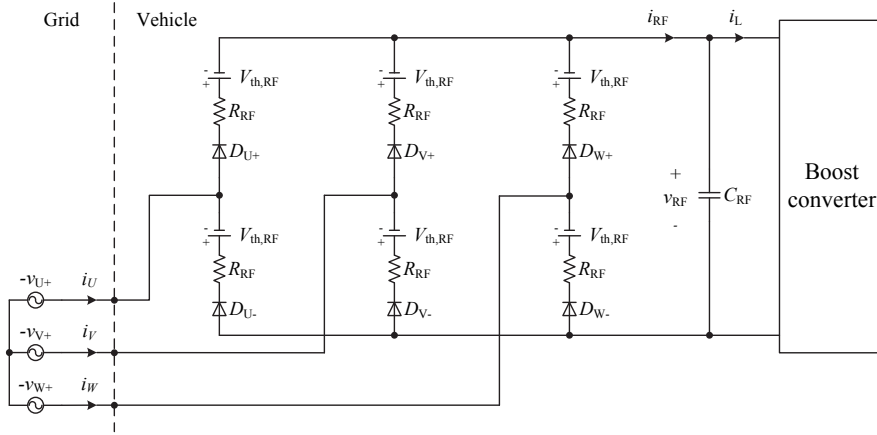 Grid Vehicle
i_RF i_L
- V_th,RF - V_th,RF - V_th,RF
+ + +
R_RF R_RF R_RF
D_U+ D_V+ D_W+
Boost
converter
+
v_RF C_RF
-
- V_th,RF - V_th,RF - V_th,RF
+ + +
R_RF R_RF R_RF
D_U- D_V- D_W-
-v_U+ i_U
-v_V+ i_V
-v_W+ i_W